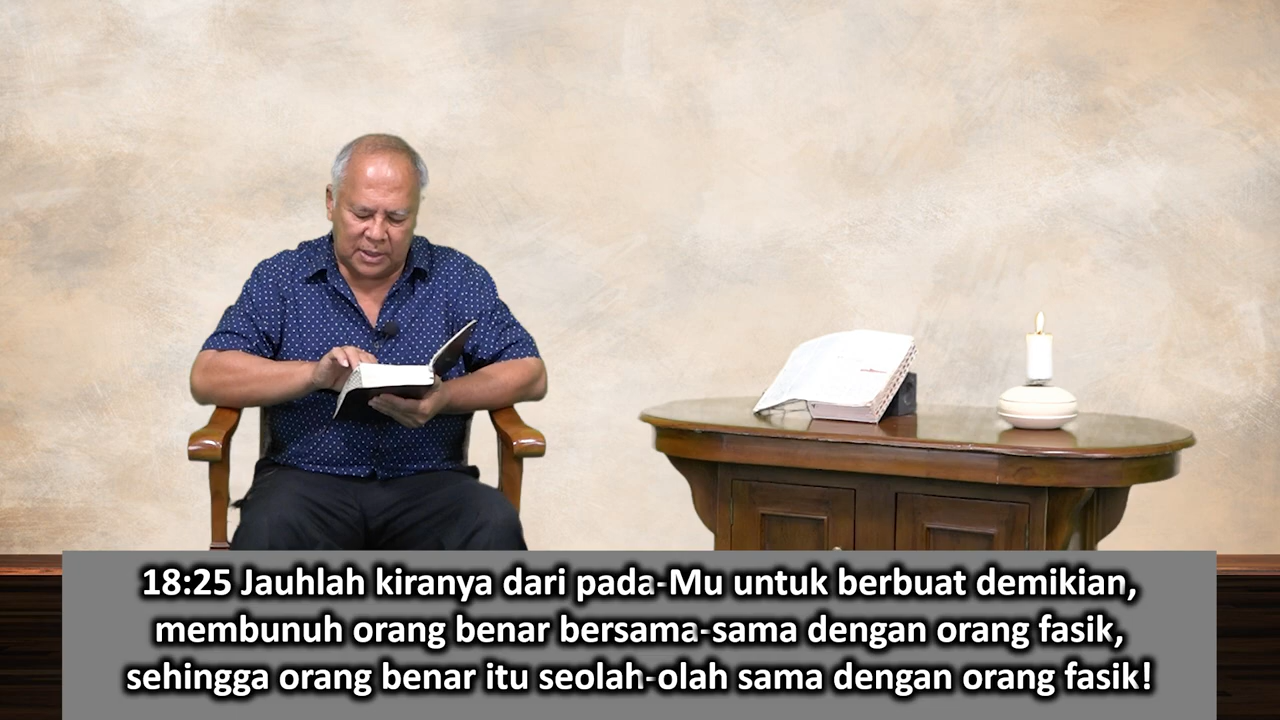 18:25 Jauhlah kiranya dari pada-Mu untuk berbuat demikian,
membunuh orang benar bersama-sama dengan orang fasik,
sehingga orang benar itu seolah-olah sama dengan orang fasik!